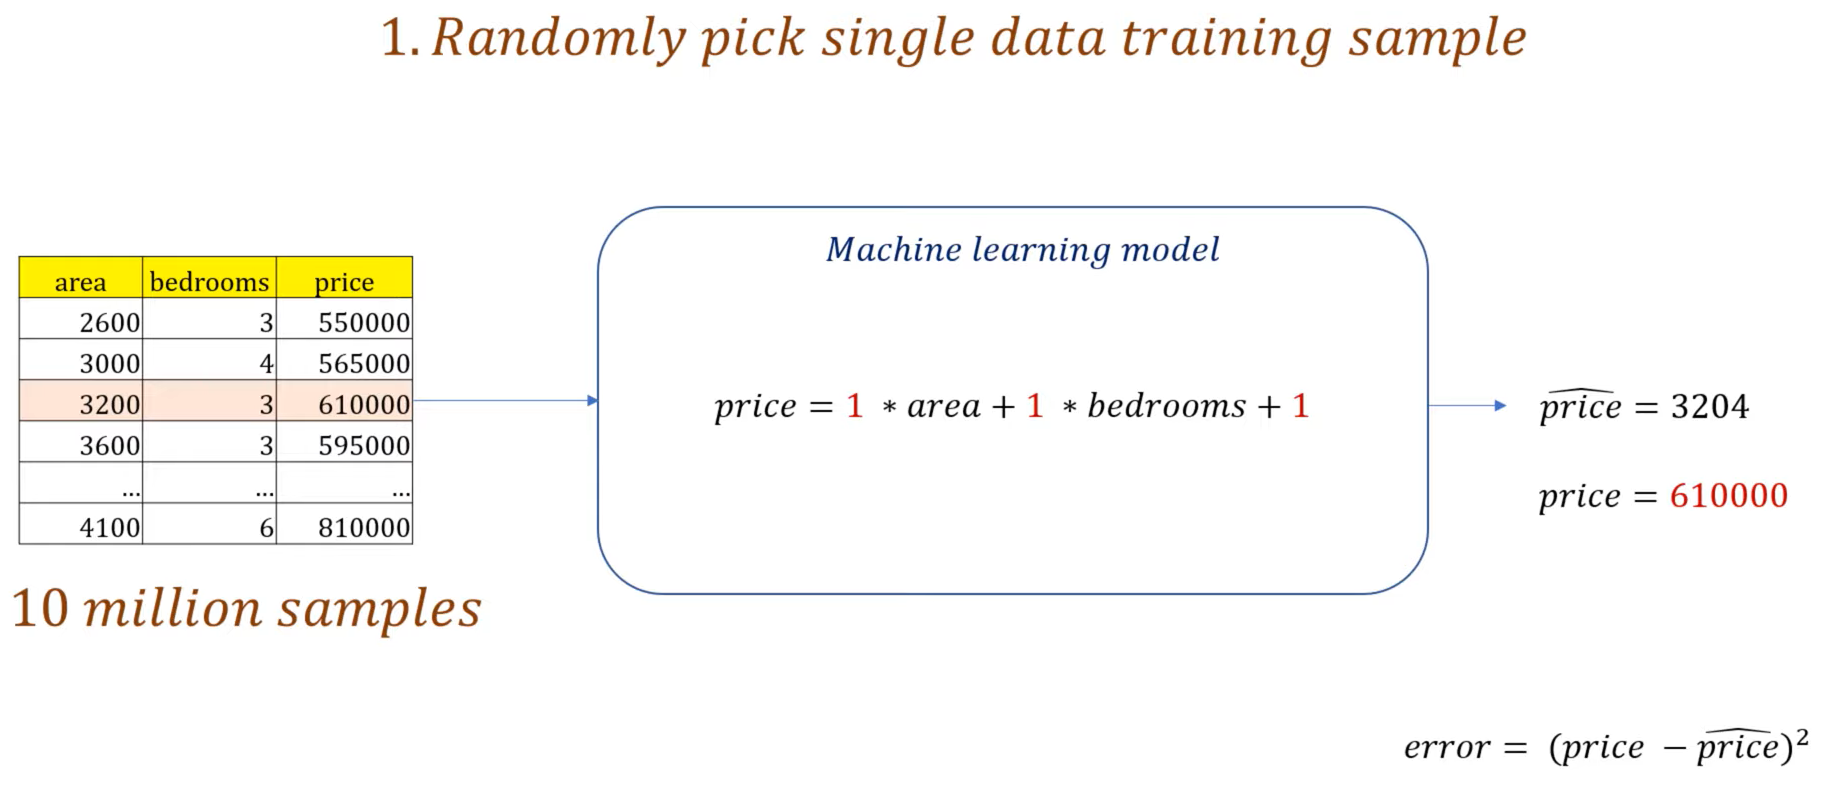 1. Randomly pick single data training sample
area bedrooms price
2600 3 550000
3000 4 565000
3200 3 610000
3600 3 595000
... ... ...
4100 6 810000
10 million samples
Machine learning model
price = 1 * area + 1 * bedrooms + 1
\widehat{price} = 3204
price = 610000
error = (price − \widehat{price})²